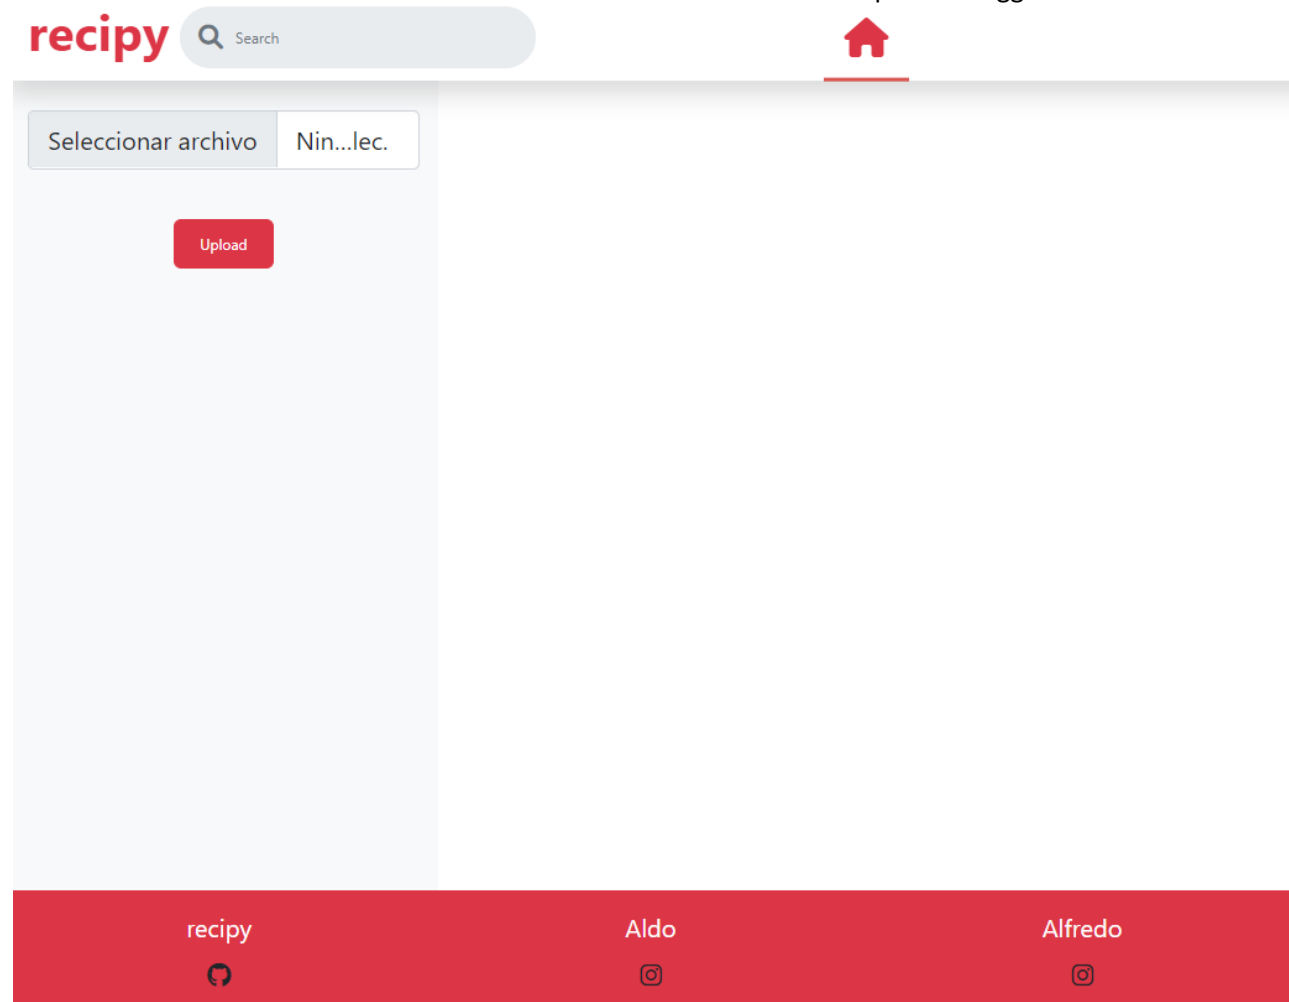 recipy
Search
Seleccionar archivo
Nin...lec.
Upload
recipy
Aldo
Alfredo